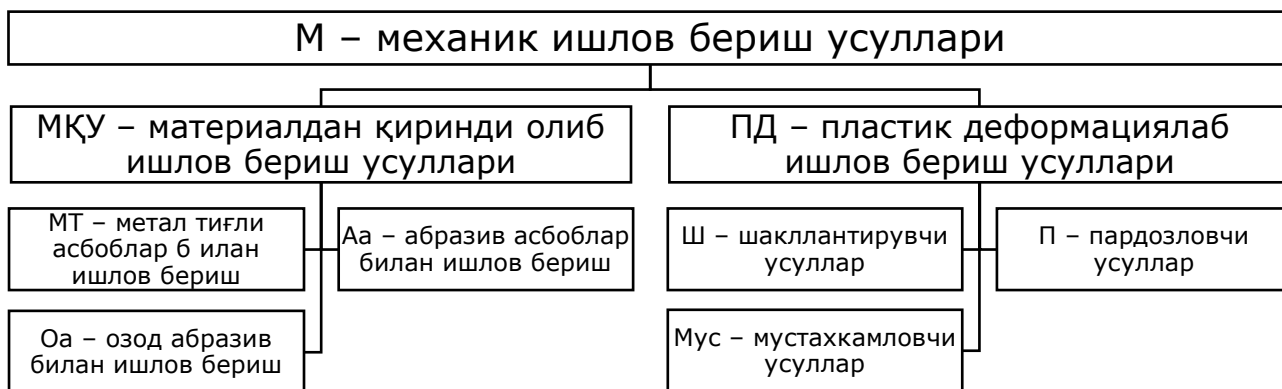 М – механик ишлов бериш усуллари
МҚУ – материалдан қиринди олиб
ишлов бериш усуллари
ПД – пластик деформациялаб
ишлов бериш усуллари
МТ – метал тиғли
асбоблар б илан
ишлов бериш
Аа – абразив асбоблар
билан ишлов бериш
Ш – шакллантирувчи
усуллар
П – пардозловчи
усуллар
Оа – озод абразив
билан ишлов бериш
Мус – мустахкамловчи
усуллар